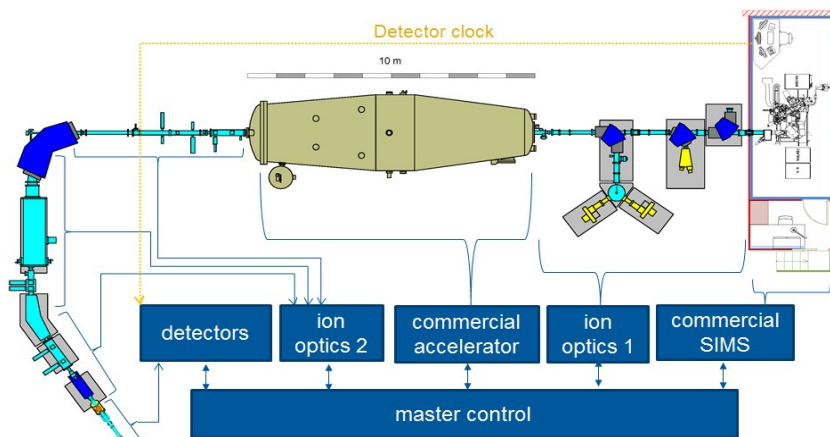 Detector clock
10 m
detectors
ion
optics 2
commercial
accelerator
ion
optics 1
commercial
SIMS
master control